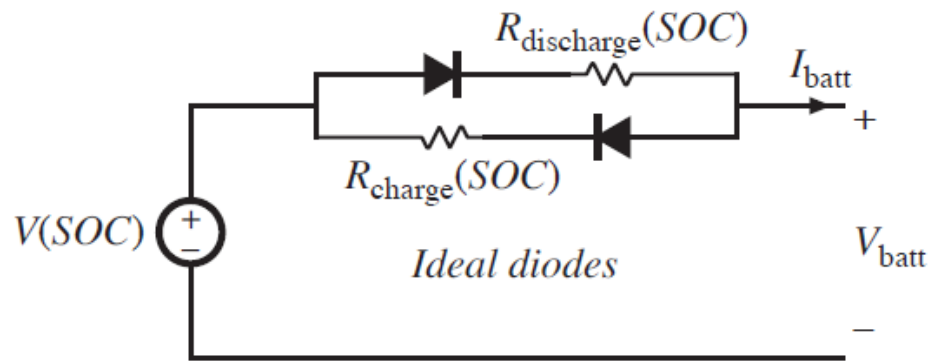 R_discharge(SOC)
I_batt
+
R_charge(SOC)
V(SOC)
+
−
Ideal diodes
V_batt
−